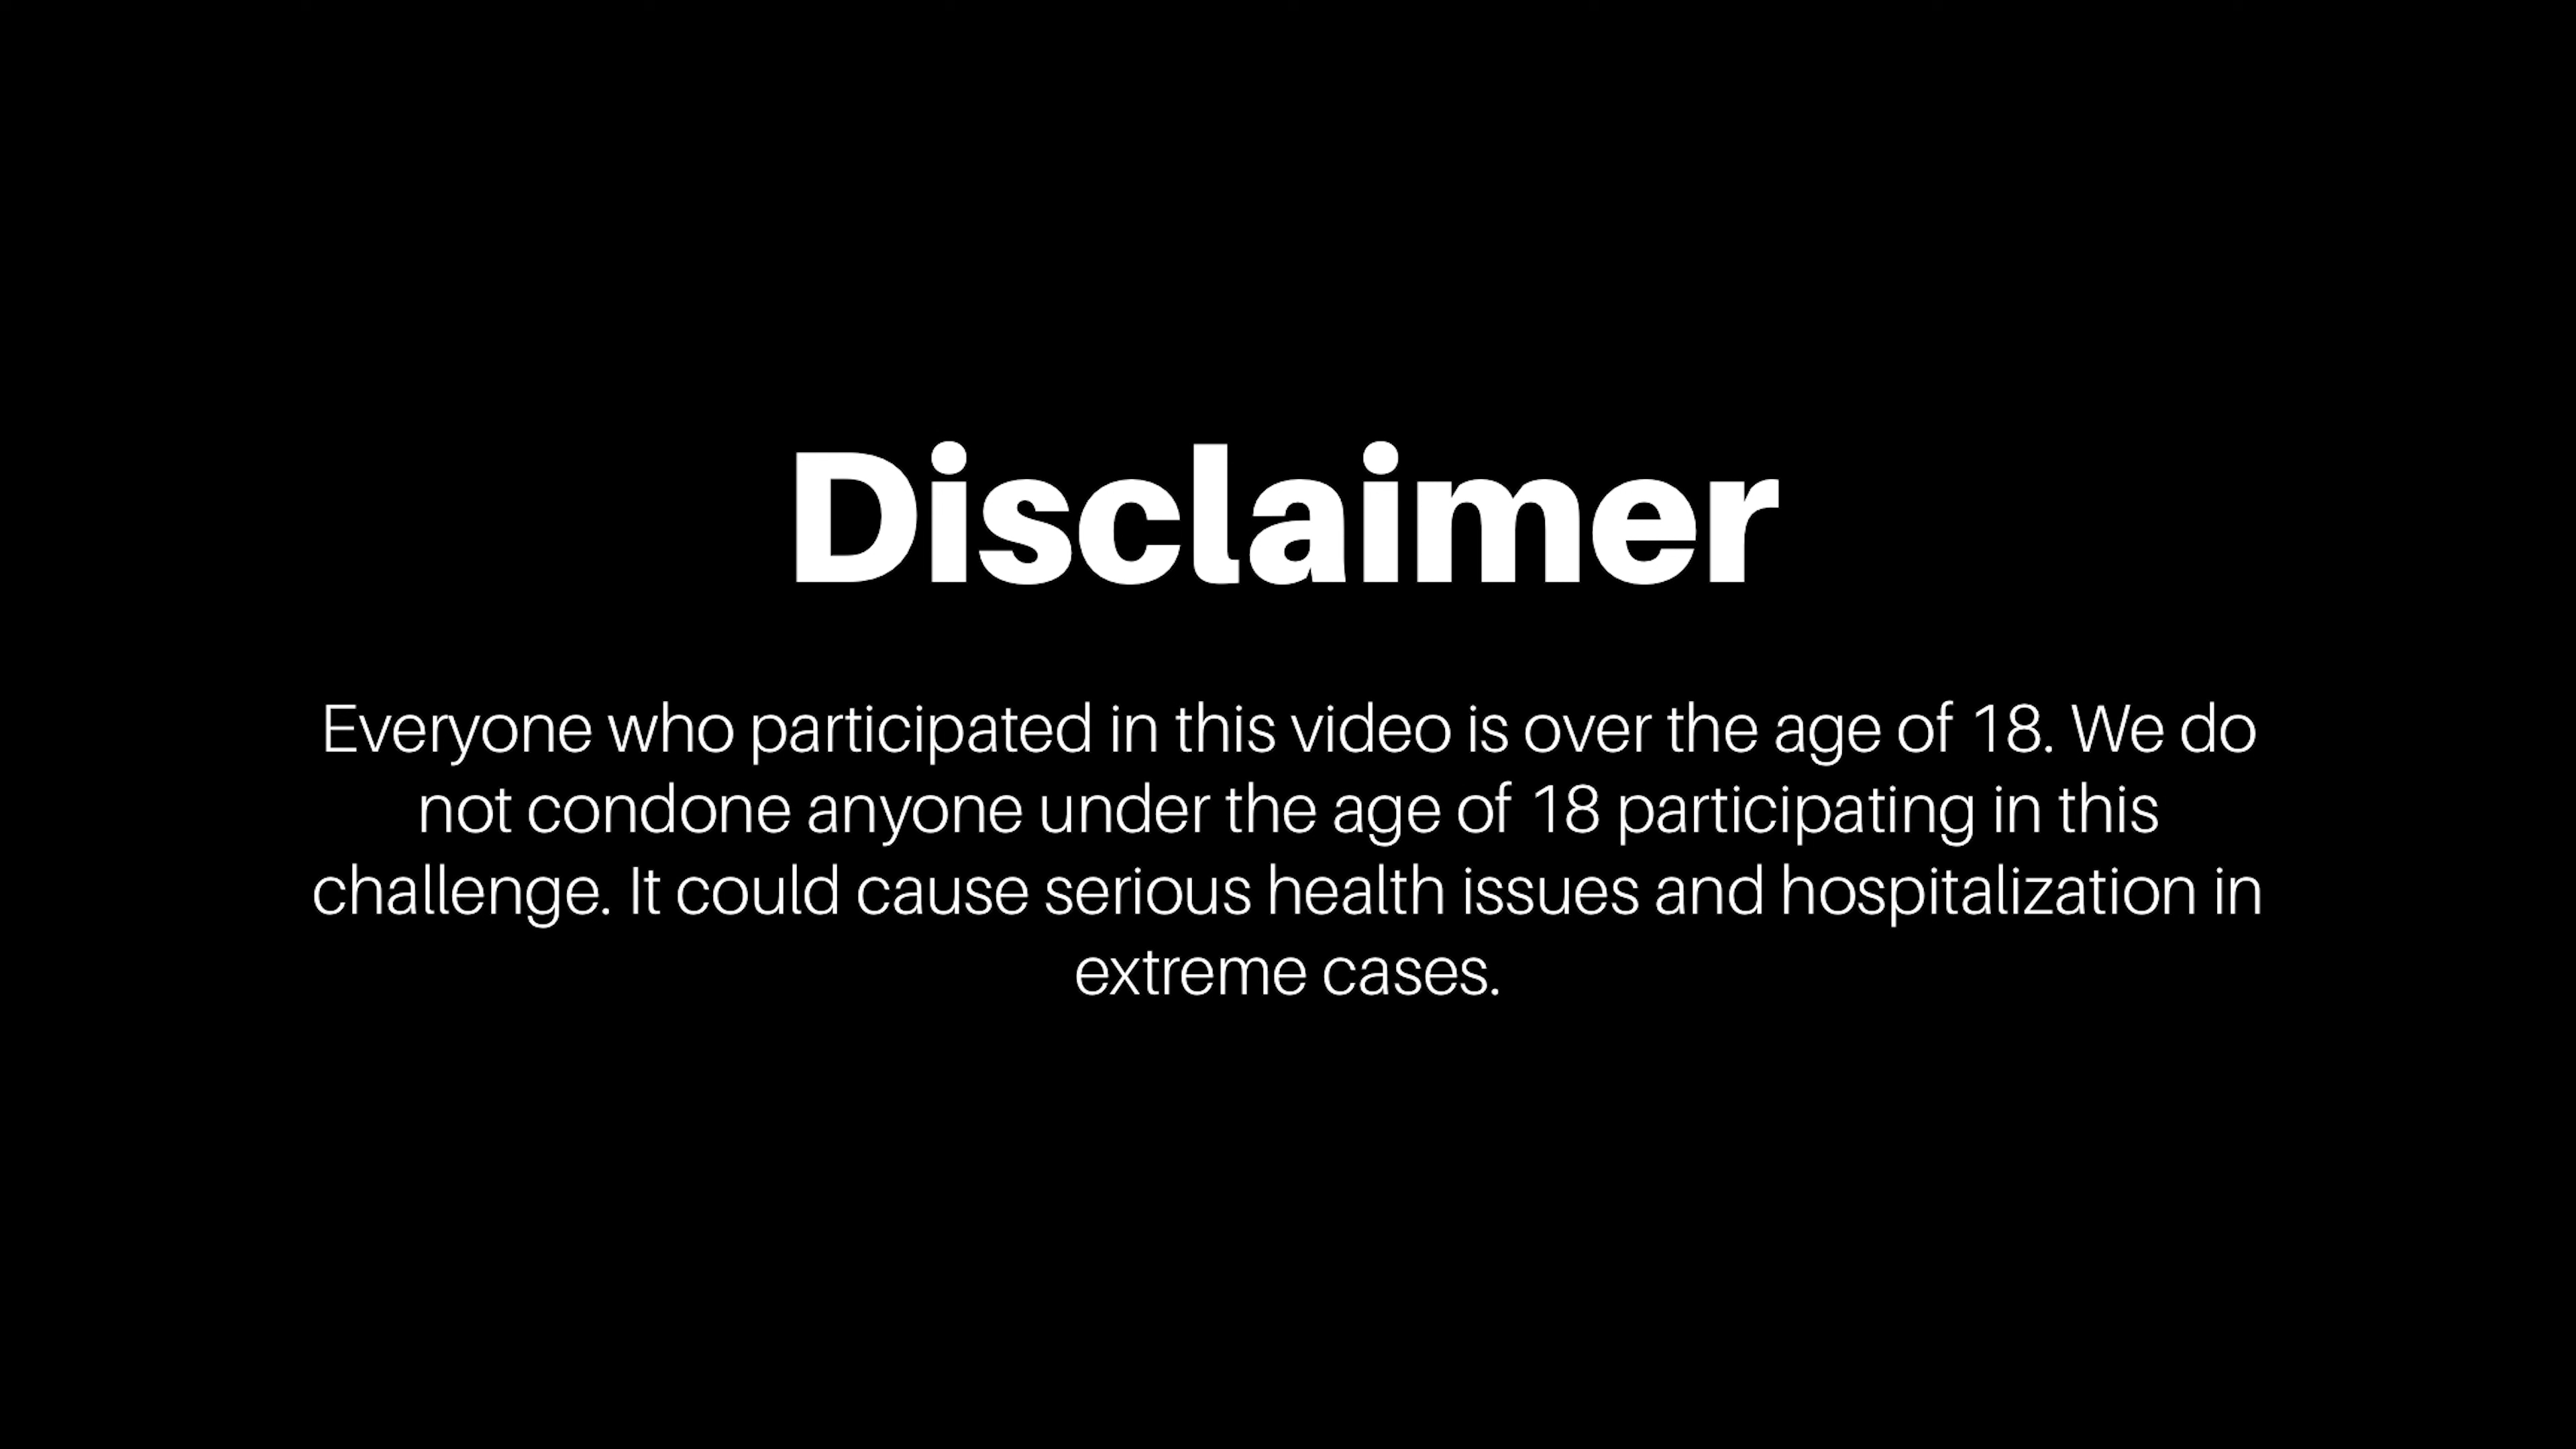 Disclaimer
Everyone who participated in this video is over the age of 18. We do
not condone anyone under the age of 18 participating in this
challenge. It could cause serious health issues and hospitalization in
extreme cases.